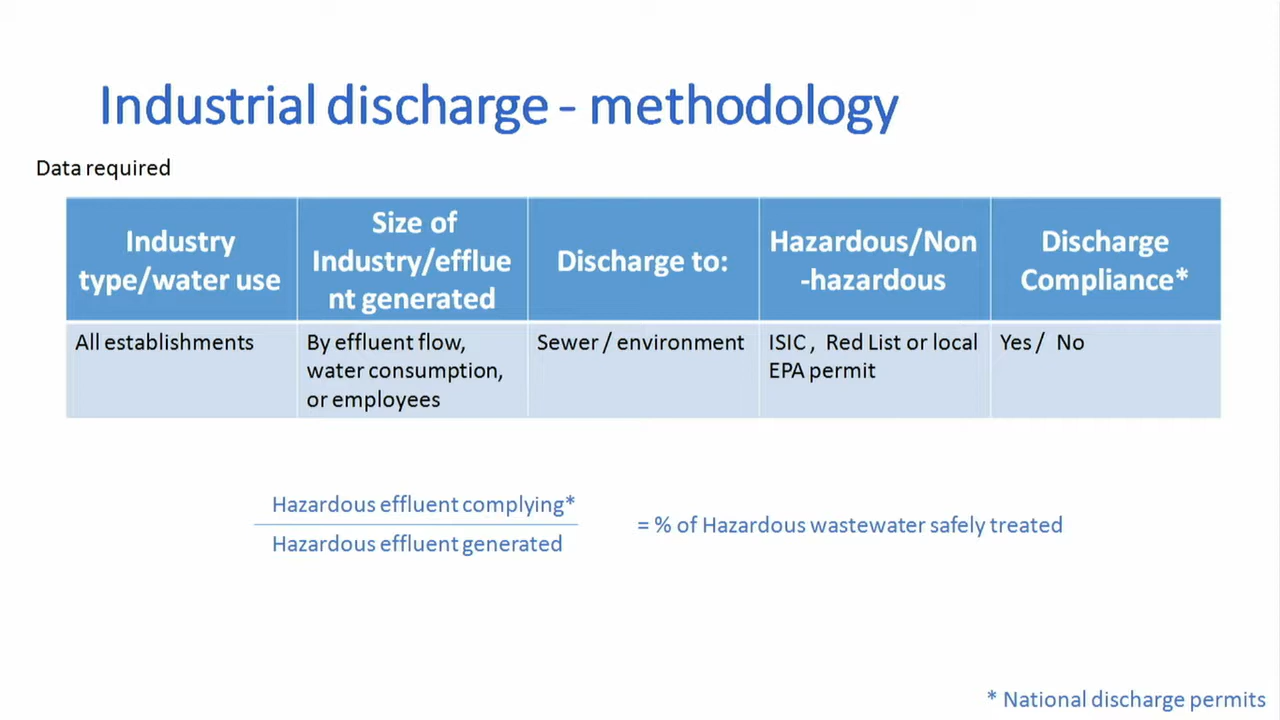 Industrial discharge - methodology
Data required
Industry
type/water use
Size of
Industry/efflue
nt generated
Discharge to:
Hazardous/Non
-hazardous
Discharge
Compliance*
All establishments
By effluent flow,
water consumption,
or employees
Sewer / environment
ISIC , Red List or local
EPA permit
Yes / No
Hazardous effluent complying*
Hazardous effluent generated
= % of Hazardous wastewater safely treated
* National discharge permits